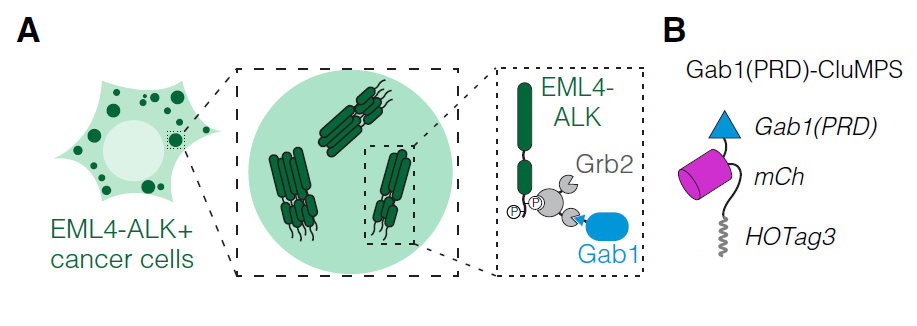 A
EML4-ALK+
cancer cells
EML4-
ALK
Grb2
P
P
Gab1
B
Gab1(PRD)-CluMPS
Gab1(PRD)
mCh
HOTag3